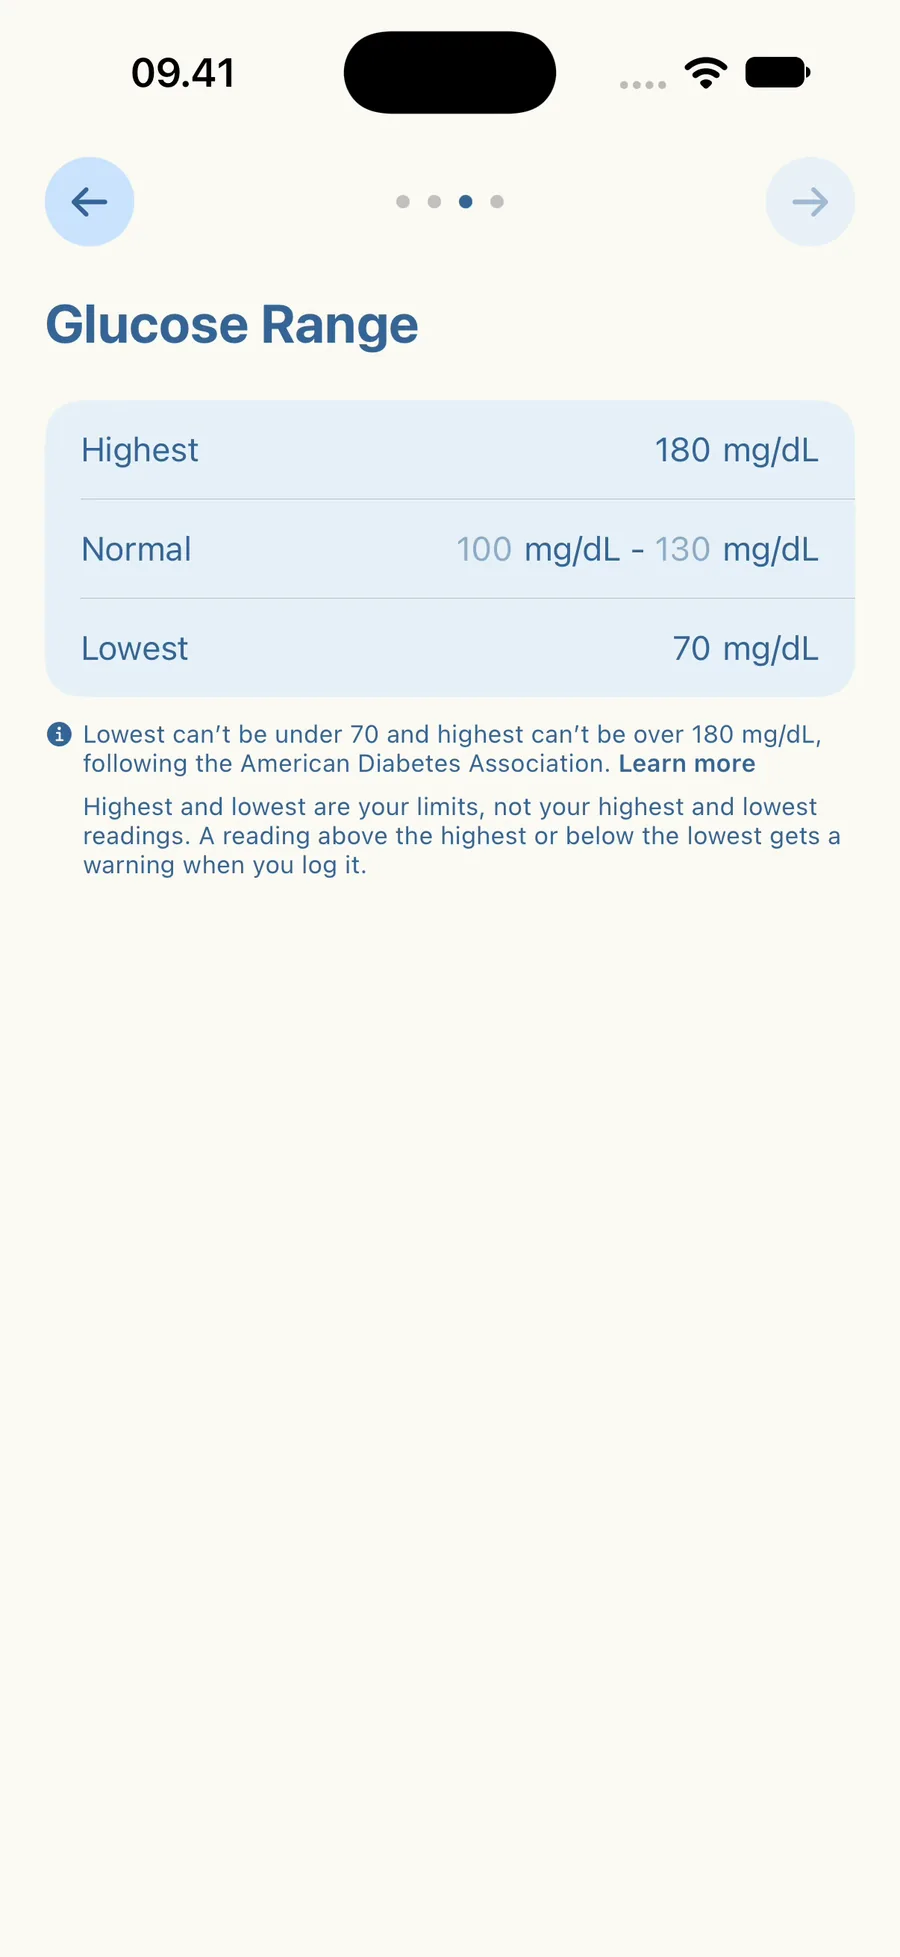 09.41
Glucose Range
Highest 180 mg/dL
Normal 100 mg/dL - 130 mg/dL
Lowest 70 mg/dL
Lowest can’t be under 70 and highest can’t be over 180 mg/dL,
following the American Diabetes Association. Learn more
Highest and lowest are your limits, not your highest and lowest
readings. A reading above the highest or below the lowest gets a
warning when you log it.